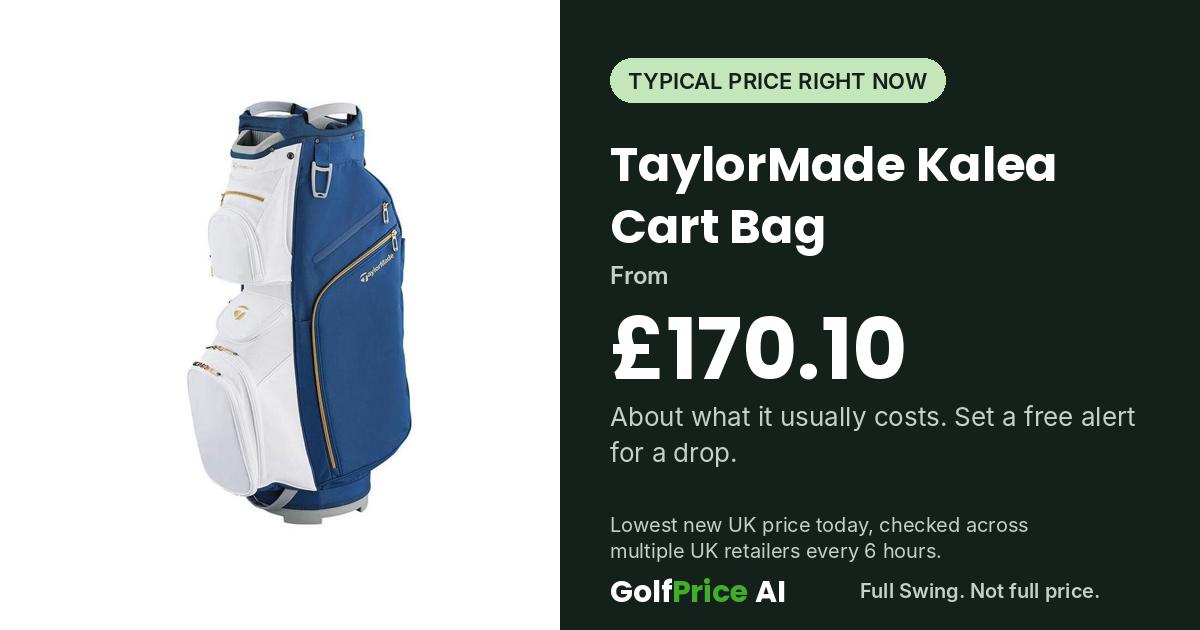 TaylorMade
TYPICAL PRICE RIGHT NOW
TaylorMade Kalea
Cart Bag
From
£170.10
About what it usually costs. Set a free alert
for a drop.
Lowest new UK price today, checked across
multiple UK retailers every 6 hours.
GolfPrice AI
Full Swing. Not full price.